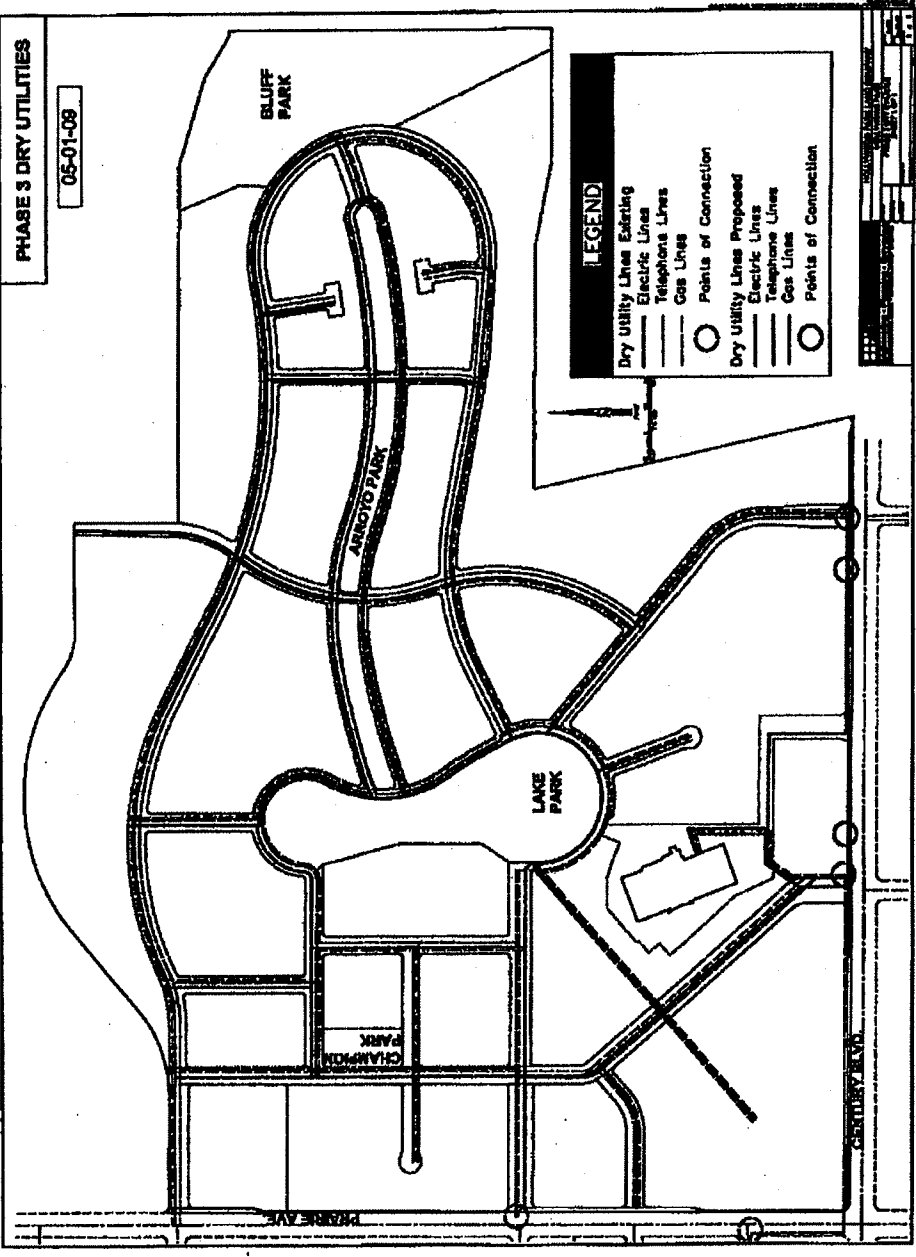 PHASE 3 DRY UTILITIES
05-01-09
BLUFF
PARK
ARROYO PARK
LAKE
PARK
CHAMPION
PARK
PRAIRIE AVE.
CENTURY BLVD.
LEGEND
Dry Utility Lines Existing
Electric Lines
Telephone Lines
Gas Lines
Points of Connection
Dry Utility Lines Proposed
Electric Lines
Telephone Lines
Gas Lines
Points of Connection